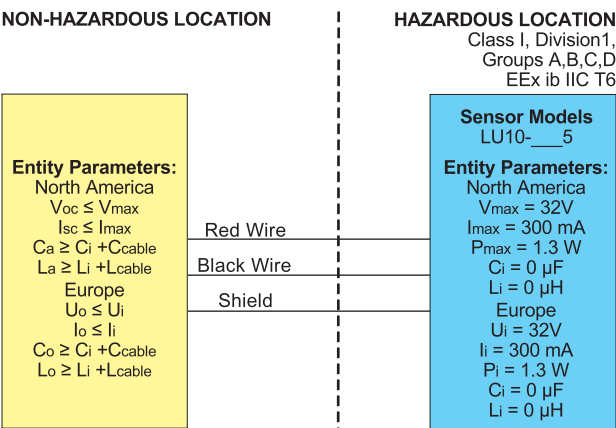 NON-HAZARDOUS LOCATION
HAZARDOUS LOCATION
Class I, Division1,
Groups A,B,C,D
EEx ib IIC T6
Entity Parameters:
North America
Voc ≤ Vmax
Isc ≤ Imax
Ca ≥ Ci +Ccable
La ≥ Li +Lcable
Europe
Uo ≤ Ui
Io ≤ Ii
Co ≥ Ci +Ccable
Lo ≥ Li +Lcable
Red Wire
Black Wire
Shield
Sensor Models
LU10-___5
Entity Parameters:
North America
Vmax = 32V
Imax = 300 mA
Pmax = 1.3 W
Ci = 0 µF
Li = 0 µH
Europe
Ui = 32V
Ii = 300 mA
Pi = 1.3 W
Ci = 0 µF
Li = 0 µH